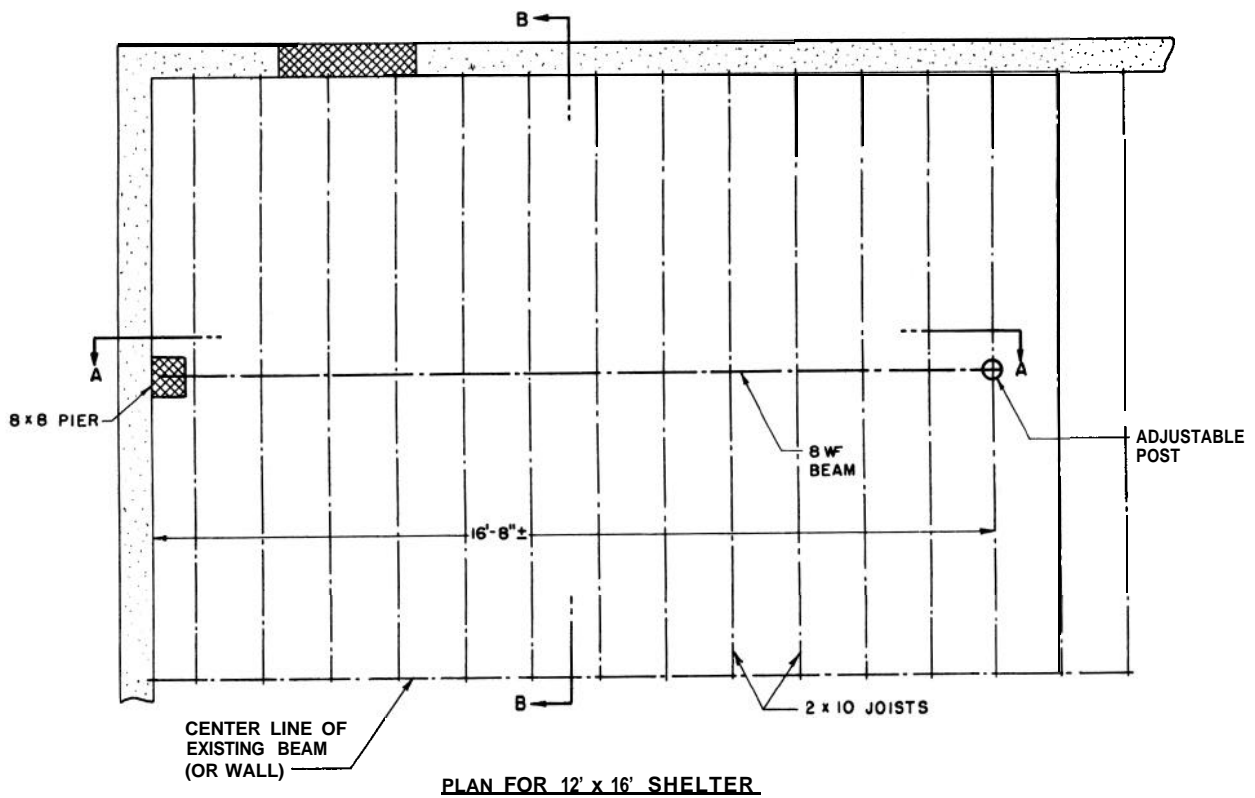 B
A
A
8 x 8 PIER
8 WF
BEAM
ADJUSTABLE
POST
16'-8"±
B
2 x 10 JOISTS
CENTER LINE OF
EXISTING BEAM
(OR WALL)
PLAN FOR 12' x 16' SHELTER